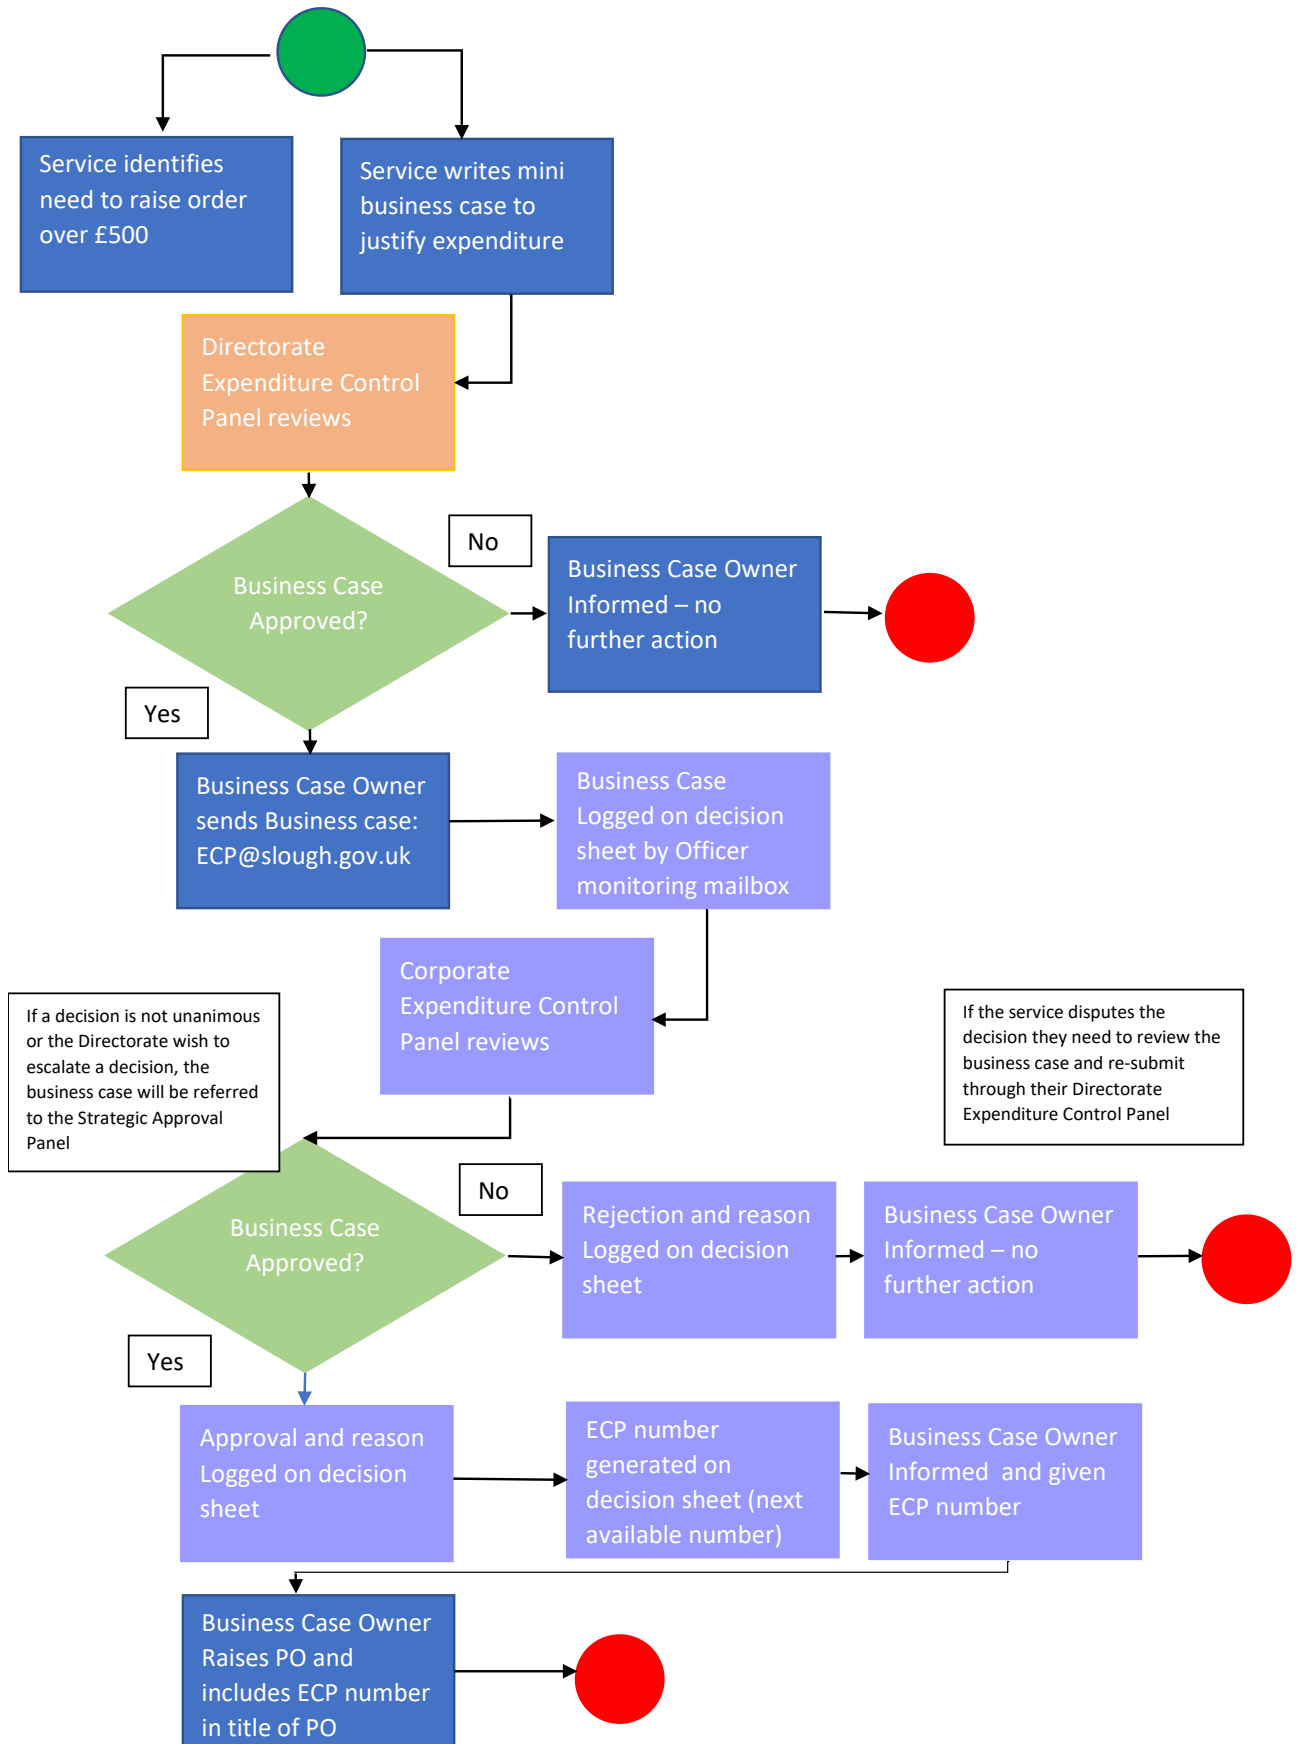 Service identifies
need to raise order
over £500
Service writes mini
business case to
justify expenditure
Directorate
Expenditure Control
Panel reviews
No
Business Case
Approved?
Business Case Owner
Informed – no
further action
Yes
Business Case Owner
sends Business case:
ECP@slough.gov.uk
Business Case
Logged on decision
sheet by Officer
monitoring mailbox
Corporate
Expenditure Control
Panel reviews
If a decision is not unanimous
or the Directorate wish to
escalate a decision, the
business case will be referred
to the Strategic Approval
Panel
If the service disputes the
decision they need to review the
business case and re-submit
through their Directorate
Expenditure Control Panel
No
Business Case
Approved?
Rejection and reason
Logged on decision
sheet
Business Case Owner
Informed – no
further action
Yes
Approval and reason
Logged on decision
sheet
ECP number
generated on
decision sheet (next
available number)
Business Case Owner
Informed  and given
ECP number
Business Case Owner
Raises PO and
includes ECP number
in title of PO